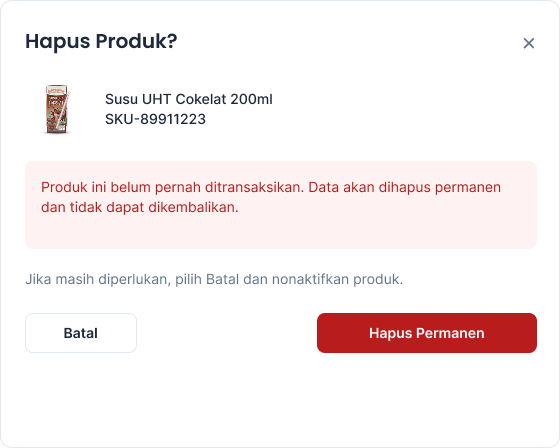 Hapus Produk?
Susu UHT Cokelat 200ml
SKU-89911223
Produk ini belum pernah ditransaksikan. Data akan dihapus permanen
dan tidak dapat dikembalikan.
Jika masih diperlukan, pilih Batal dan nonaktifkan produk.
Batal
Hapus Permanen